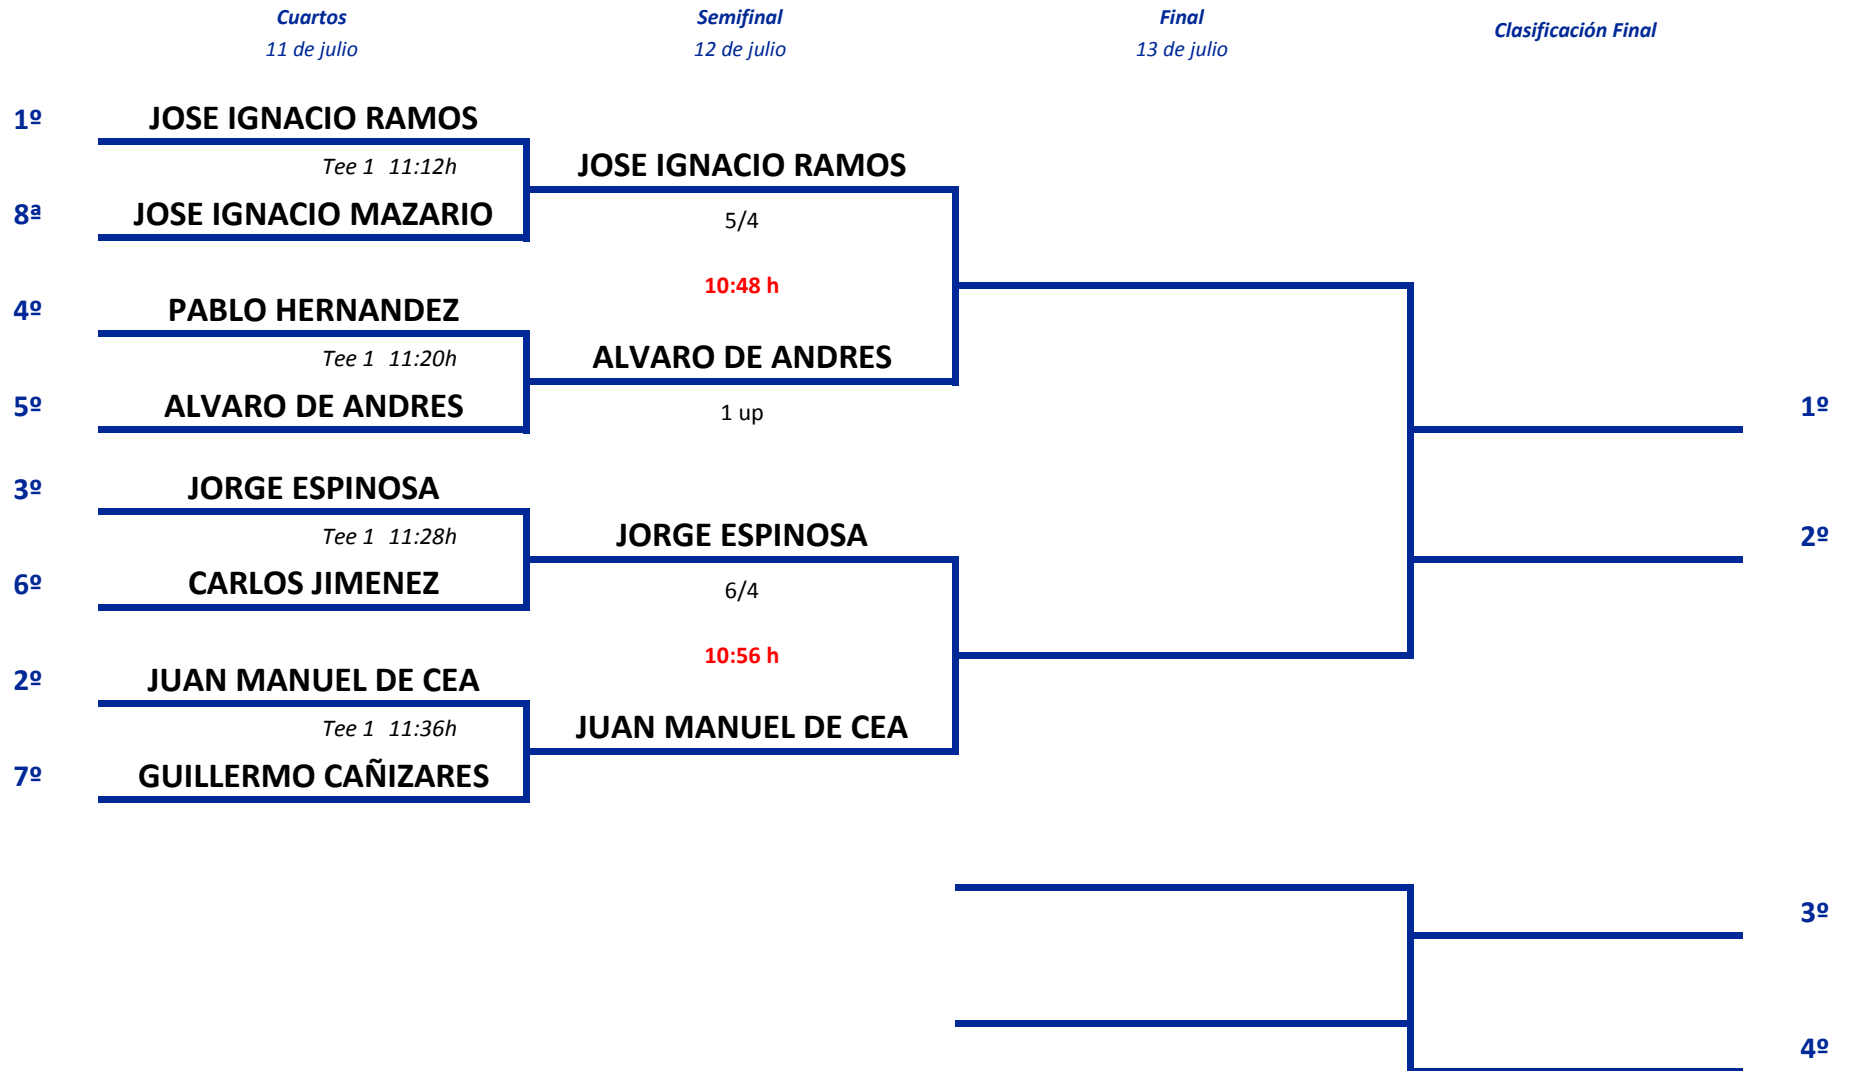 Cuartos
Semifinal
Final
Clasificación Final
11 de julio
12 de julio
13 de julio
1º
JOSE IGNACIO RAMOS
Tee 1 11:12h
JOSE IGNACIO RAMOS
8ª
JOSE IGNACIO MAZARIO
5/4
10:48 h
4º
PABLO HERNANDEZ
Tee 1 11:20h
ALVARO DE ANDRES
5º
ALVARO DE ANDRES
1 up
1º
3º
JORGE ESPINOSA
Tee 1 11:28h
JORGE ESPINOSA
2º
6º
CARLOS JIMENEZ
6/4
10:56 h
2º
JUAN MANUEL DE CEA
Tee 1 11:36h
JUAN MANUEL DE CEA
7º
GUILLERMO CAÑIZARES
3º
4º